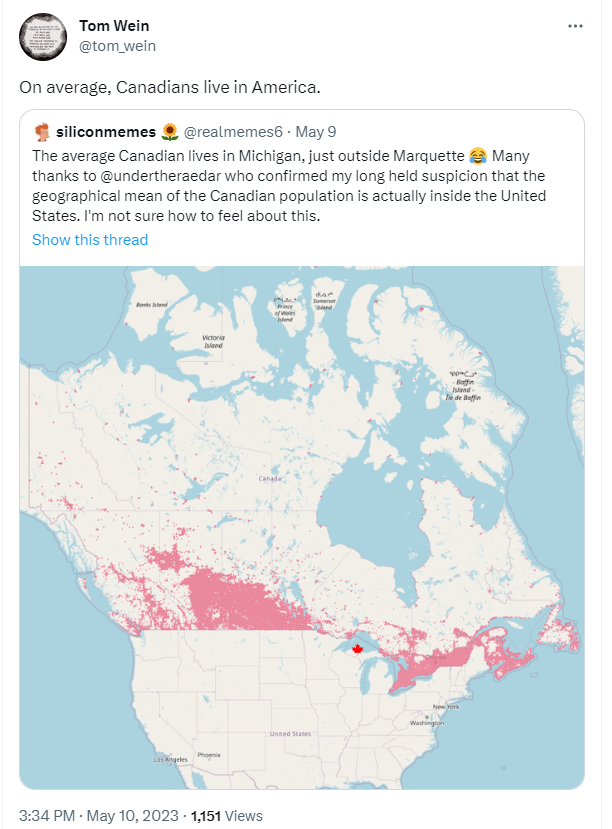 Tom Wein
@tom_wein
On average, Canadians live in America.
siliconmemes 🌻 @realmemes6 · May 9
The average Canadian lives in Michigan, just outside Marquette 😂 Many
thanks to @undertheraedar who confirmed my long held suspicion that the
geographical mean of the Canadian population is actually inside the United
States. I'm not sure how to feel about this.
Show this thread
Banks Island
Prince
of Wales
Island
Somerset
Island
Victoria
Island
Baffin
Island -
Île de Baffin
Canada
New York
Washington
United States
Phoenix
Los Angeles
3:34 PM · May 10, 2023 · 1,151 Views